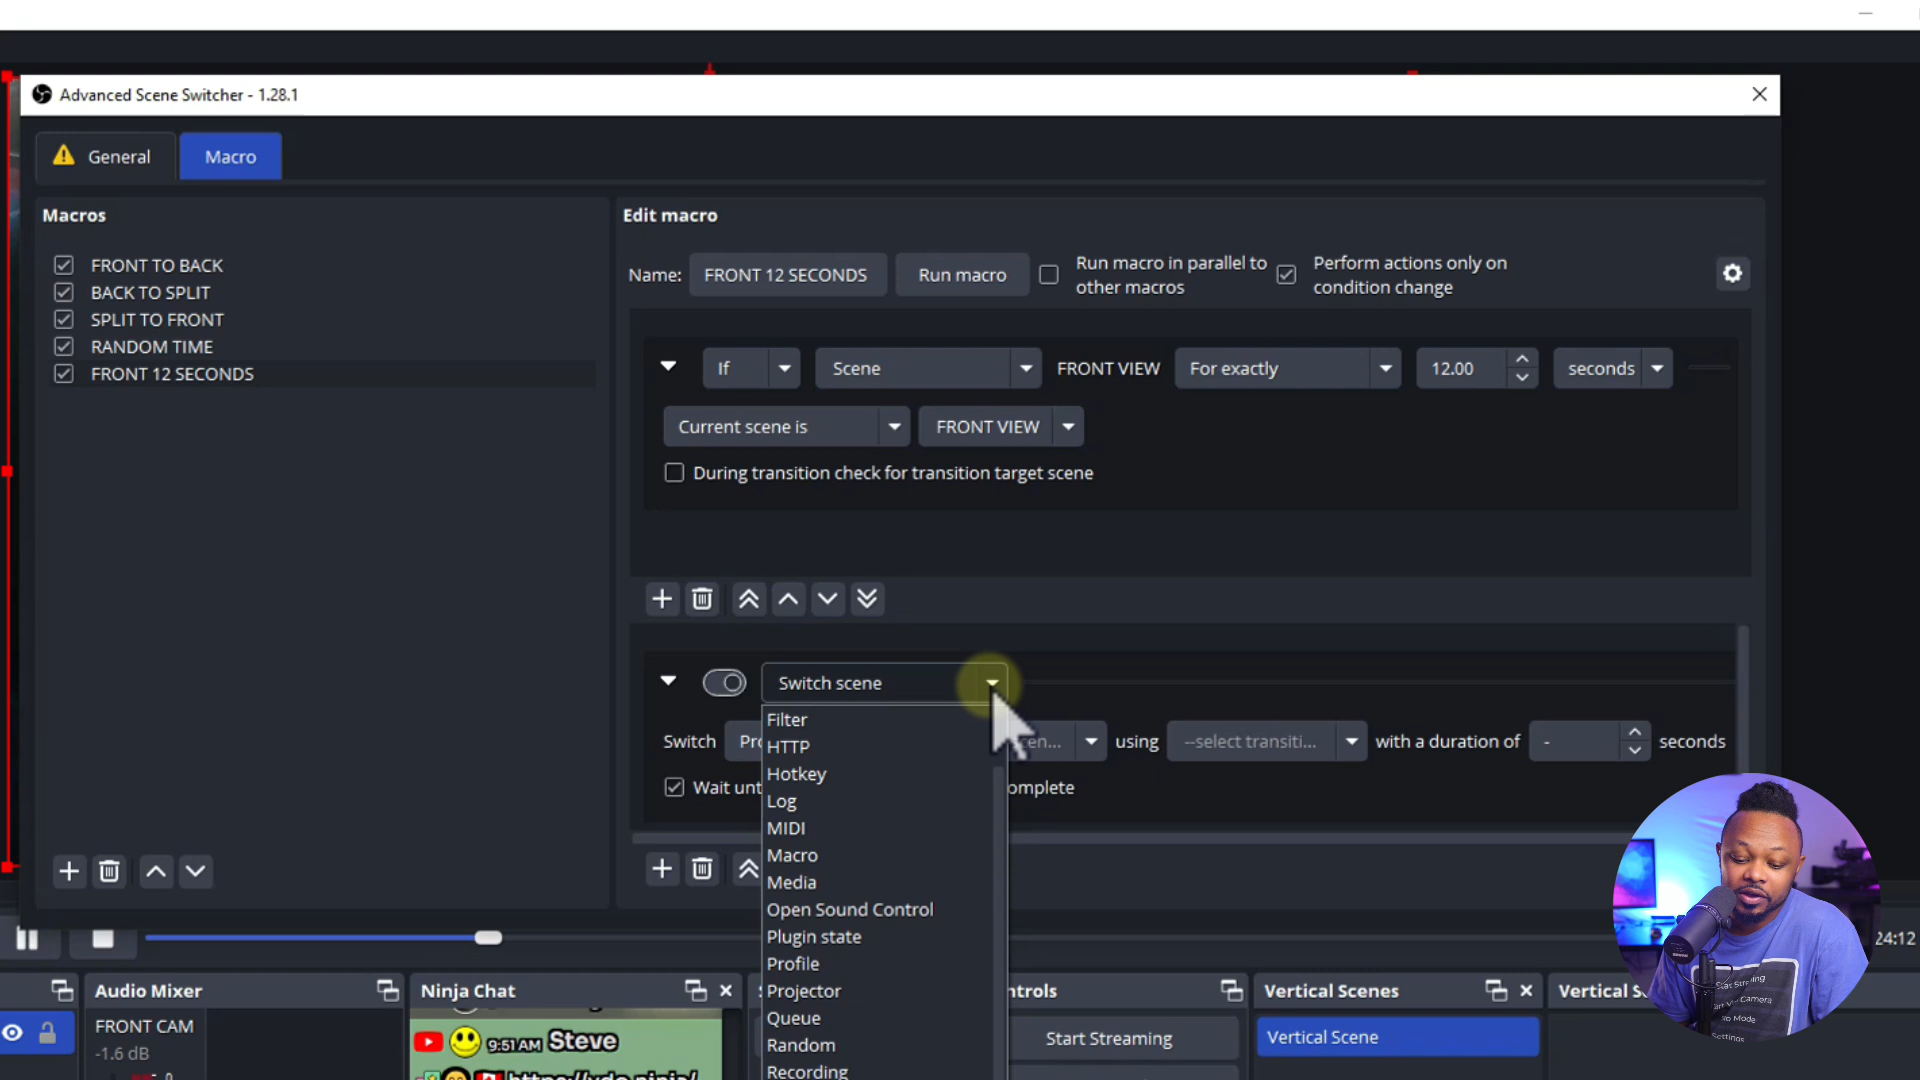 Advanced Scene Switcher - 1.28.1
General
Macro
Macros
FRONT TO BACK
BACK TO SPLIT
SPLIT TO FRONT
RANDOM TIME
FRONT 12 SECONDS
Edit macro
Name:
FRONT 12 SECONDS
Run macro
Run macro in parallel to
other macros
Perform actions only on
condition change
If
Scene
FRONT VIEW
For exactly
12.00
seconds
Current scene is
FRONT VIEW
During transition check for transition target scene
Switch scene
Filter
HTTP
Hotkey
Log
MIDI
Macro
Media
Open Sound Control
Plugin state
Profile
Projector
Queue
Random
Recording
Switch
using
--select transiti...
with a duration of
-
seconds
Wait
24:12
Audio Mixer
FRONT CAM
-1.6 dB
Ninja Chat
9:51 AM Steve
Start Streaming
Vertical Scenes
Vertical Scene
Vertical